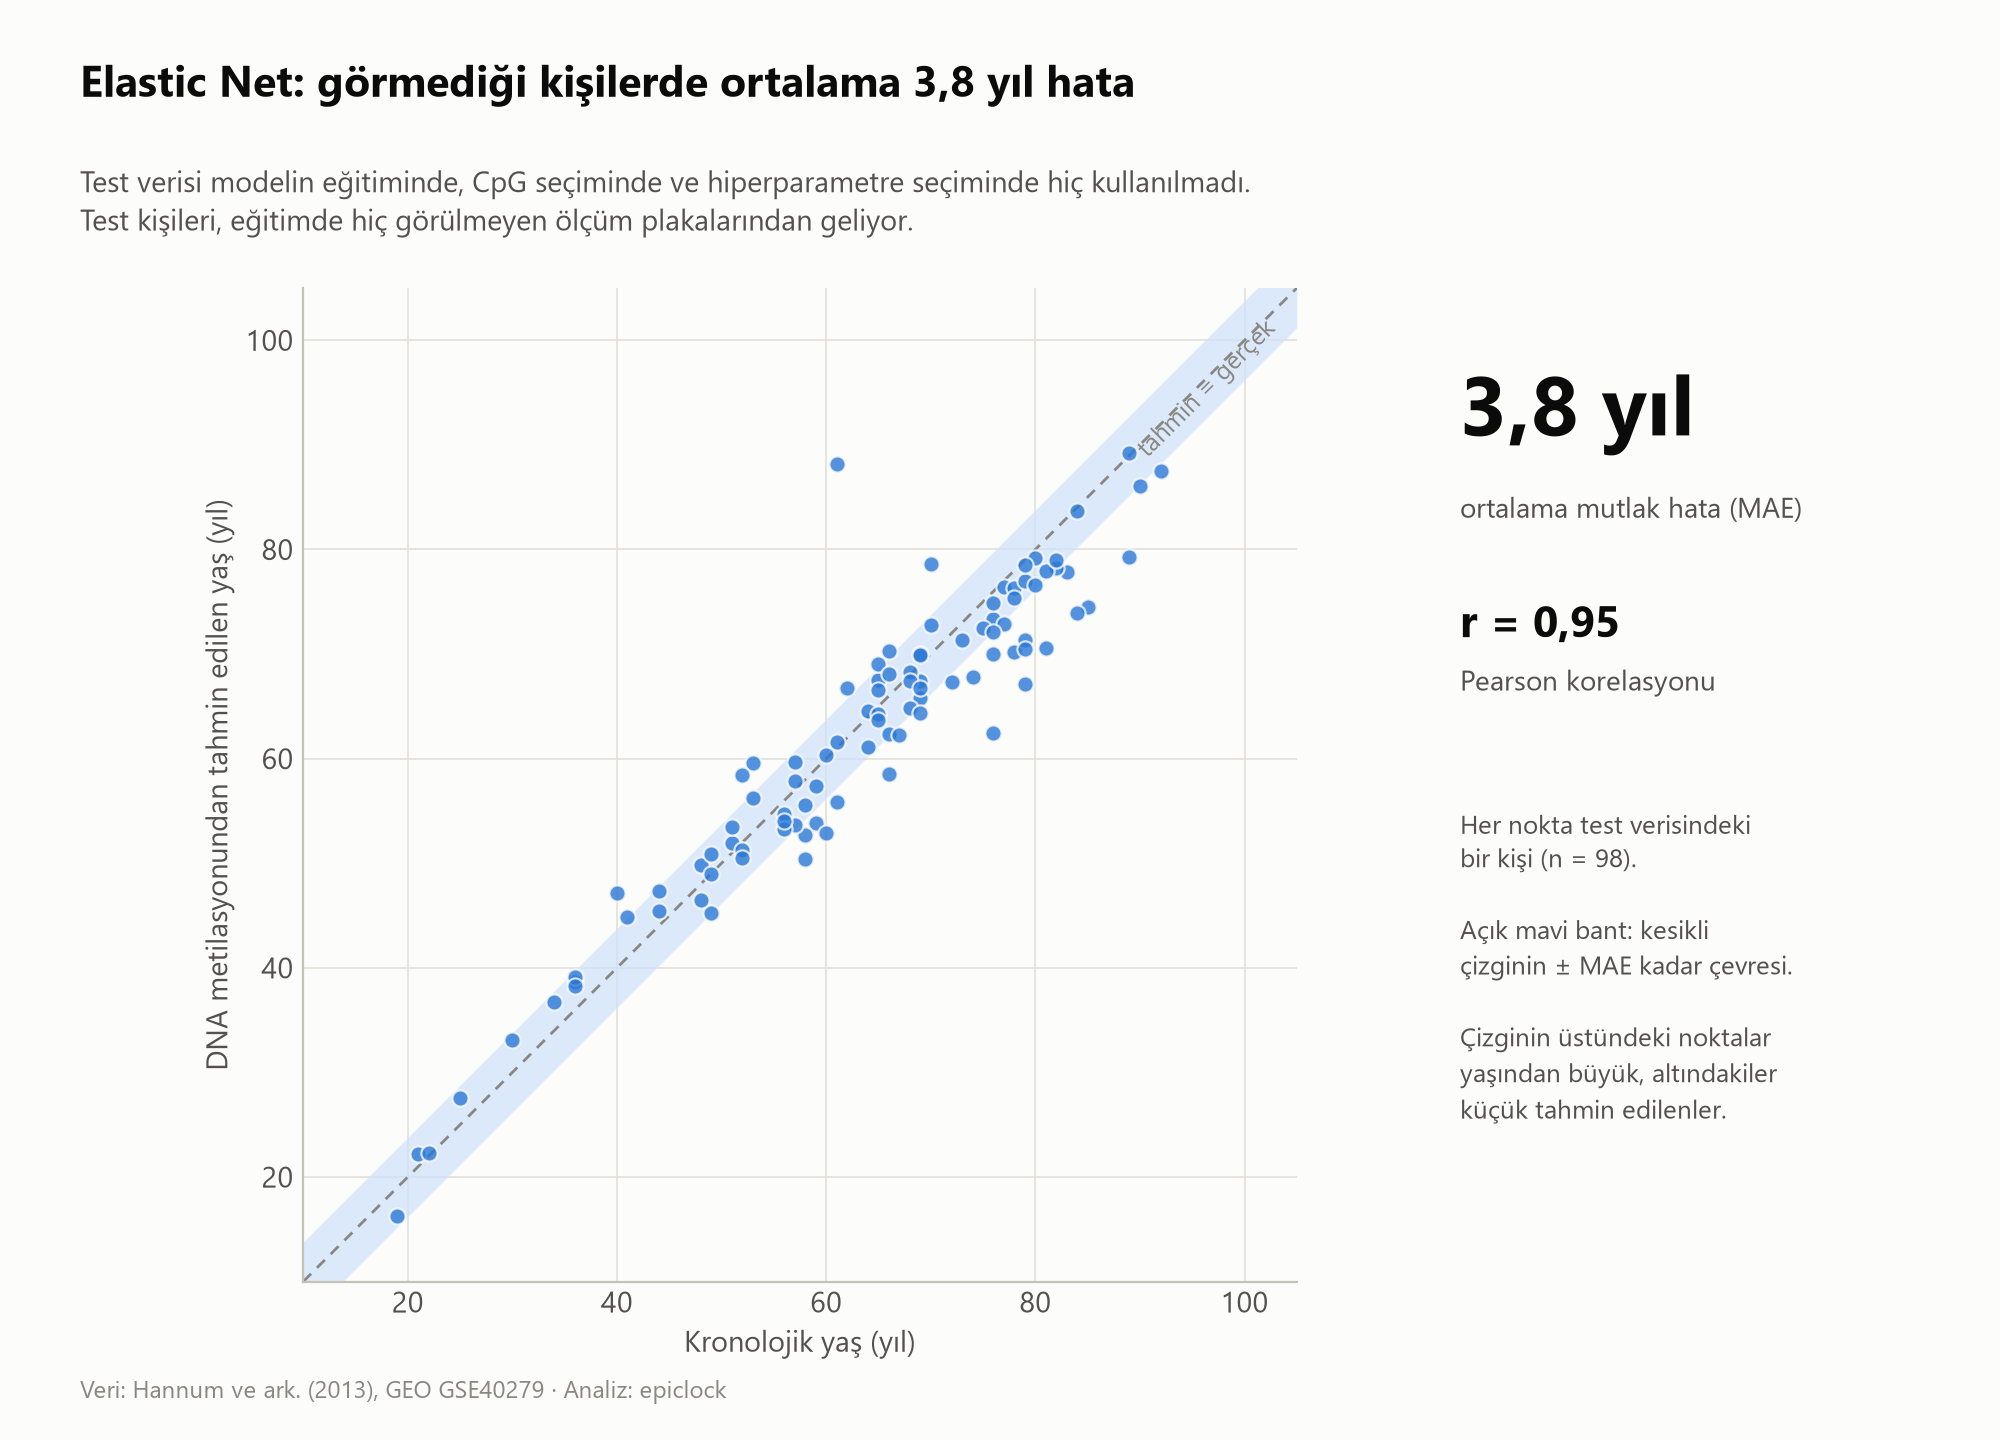 Elastic Net: görmediği kişilerde ortalama 3,8 yıl hata
Test verisi modelin eğitiminde, CpG seçiminde ve hiperparametre seçiminde hiç kullanılmadı.
Test kişileri, eğitimde hiç görülmeyen ölçüm plakalarından geliyor.
DNA metilasyonundan tahmin edilen yaş (yıl)
100
80
60
40
20
tahmin = gerçek
20
40
60
80
100
Kronolojik yaş (yıl)
3,8 yıl
ortalama mutlak hata (MAE)
r = 0,95
Pearson korelasyonu
Her nokta test verisindeki
bir kişi (n = 98).
Açık mavi bant: kesikli
çizginin ± MAE kadar çevresi.
Çizginin üstündeki noktalar
yaşından büyük, altındakiler
küçük tahmin edilenler.
Veri: Hannum ve ark. (2013), GEO GSE40279 · Analiz: epiclock